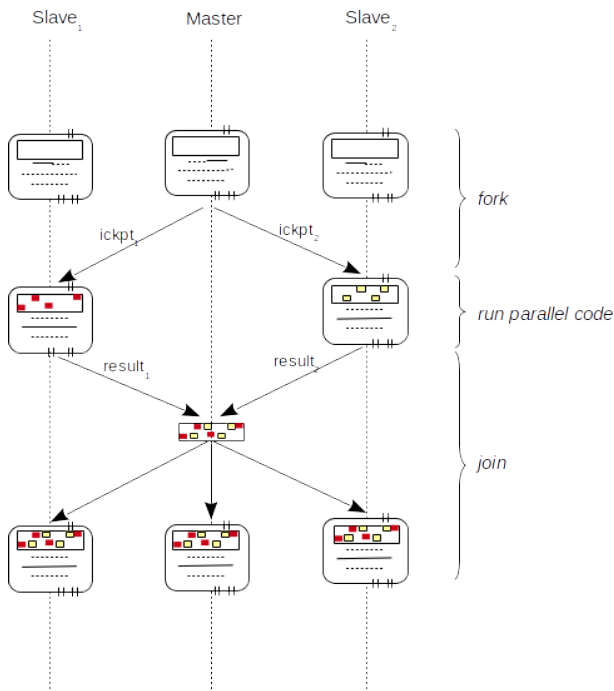 Slave₁ Master Slave₂
fork
ickpt₁ ickpt₂
run parallel code
result₁ result₂
join